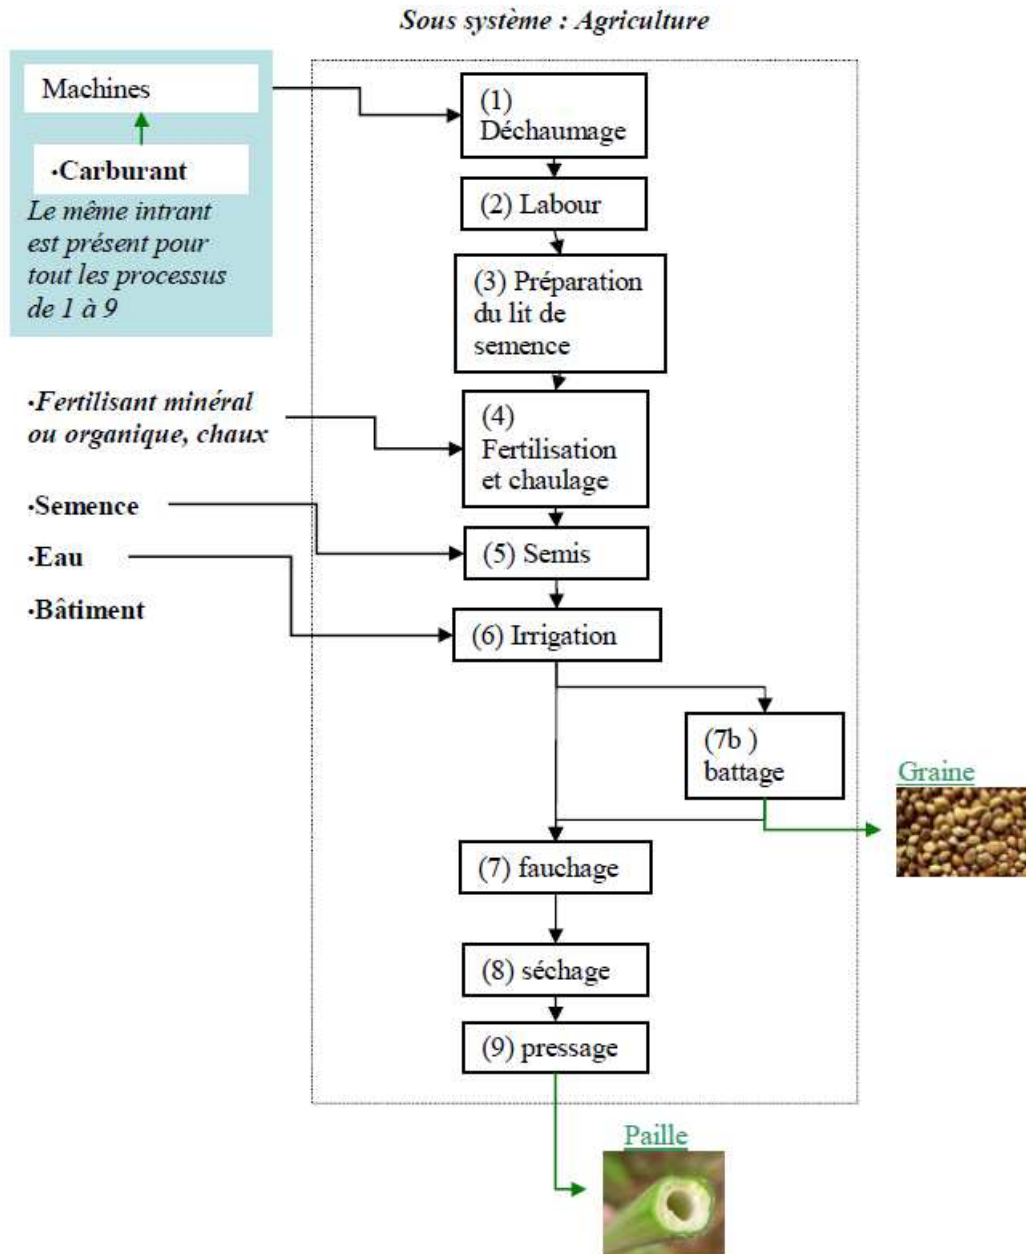 Sous système : Agriculture
Machines
·Carburant
Le même intrant
est présent pour
tout les processus
de 1 à 9
·Fertilisant minéral
ou organique, chaux
·Semence
·Eau
·Bâtiment
(1)
Déchaumage
(2) Labour
(3) Préparation
du lit de
semence
(4)
Fertilisation
et chaulage
(5) Semis
(6) Irrigation
(7b )
battage
Graine
(7) fauchage
(8) séchage
(9) pressage
Paille